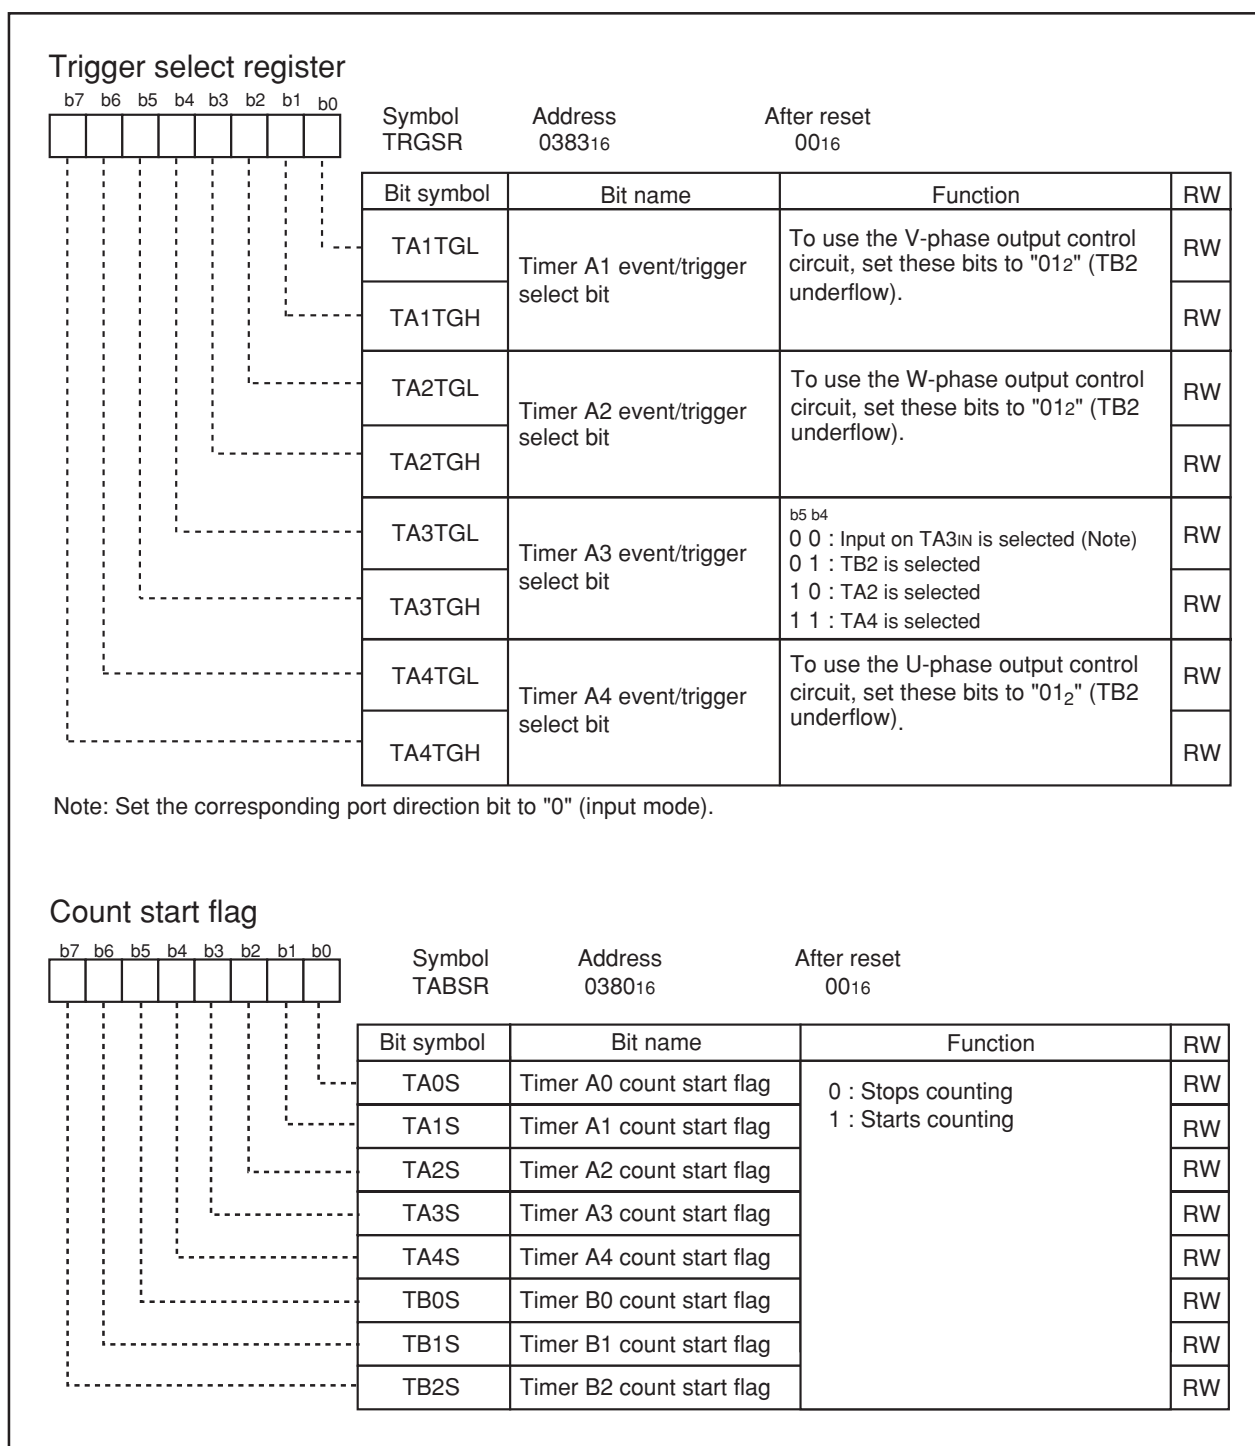 Trigger select register
b7 b6 b5 b4 b3 b2 b1 b0
Symbol Address After reset
TRGSR 038316 0016
Bit symbol Bit name Function RW
TA1TGL Timer A1 event/trigger select bit To use the V-phase output control RW
circuit, set these bits to "012" (TB2
underflow).
TA1TGH RW
TA2TGL Timer A2 event/trigger select bit To use the W-phase output control RW
circuit, set these bits to "012" (TB2
underflow).
TA2TGH RW
TA3TGL Timer A3 event/trigger select bit b5 b4 RW
0 0 : Input on TA3IN is selected (Note)
0 1 : TB2 is selected
TA3TGH 1 0 : TA2 is selected RW
1 1 : TA4 is selected
TA4TGL Timer A4 event/trigger select bit To use the U-phase output control RW
circuit, set these bits to "012" (TB2
underflow).
TA4TGH RW
Note: Set the corresponding port direction bit to "0" (input mode).
Count start flag
b7 b6 b5 b4 b3 b2 b1 b0
Symbol Address After reset
TABSR 038016 0016
Bit symbol Bit name Function RW
TA0S Timer A0 count start flag 0 : Stops counting RW
TA1S Timer A1 count start flag 1 : Starts counting RW
TA2S Timer A2 count start flag RW
TA3S Timer A3 count start flag RW
TA4S Timer A4 count start flag RW
TB0S Timer B0 count start flag RW
TB1S Timer B1 count start flag RW
TB2S Timer B2 count start flag RW